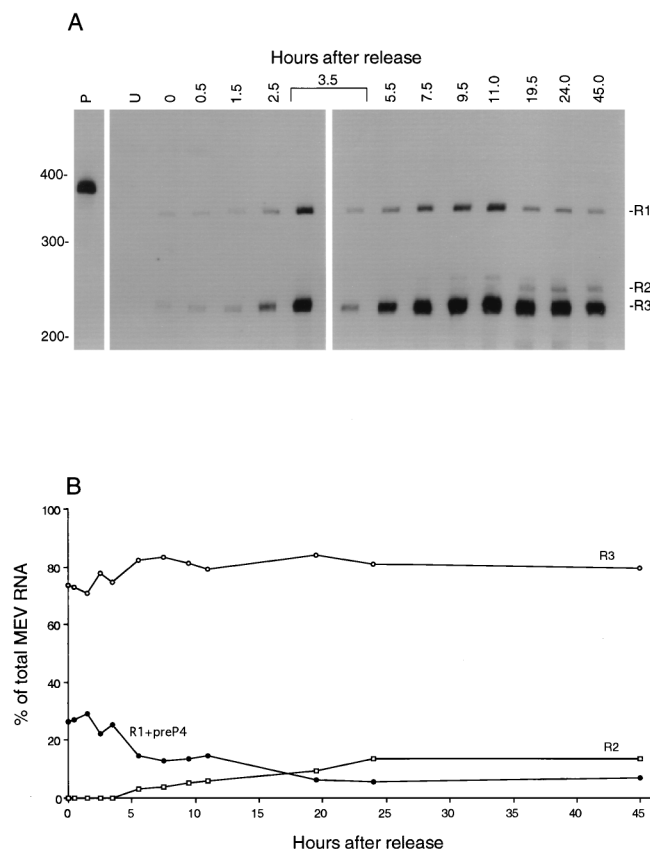 A
Hours after release
3.5
P U 0 0.5 1.5 2.5 5.5 7.5 9.5 11.0 19.5 24.0 45.0
400-
-R1
300-
-R2
-R3
200-
B
100
R3
80
60
% of total MEV RNA
40
R1+preP4
20
R2
0
0 5 10 15 20 25 30 35 40 45
Hours after release